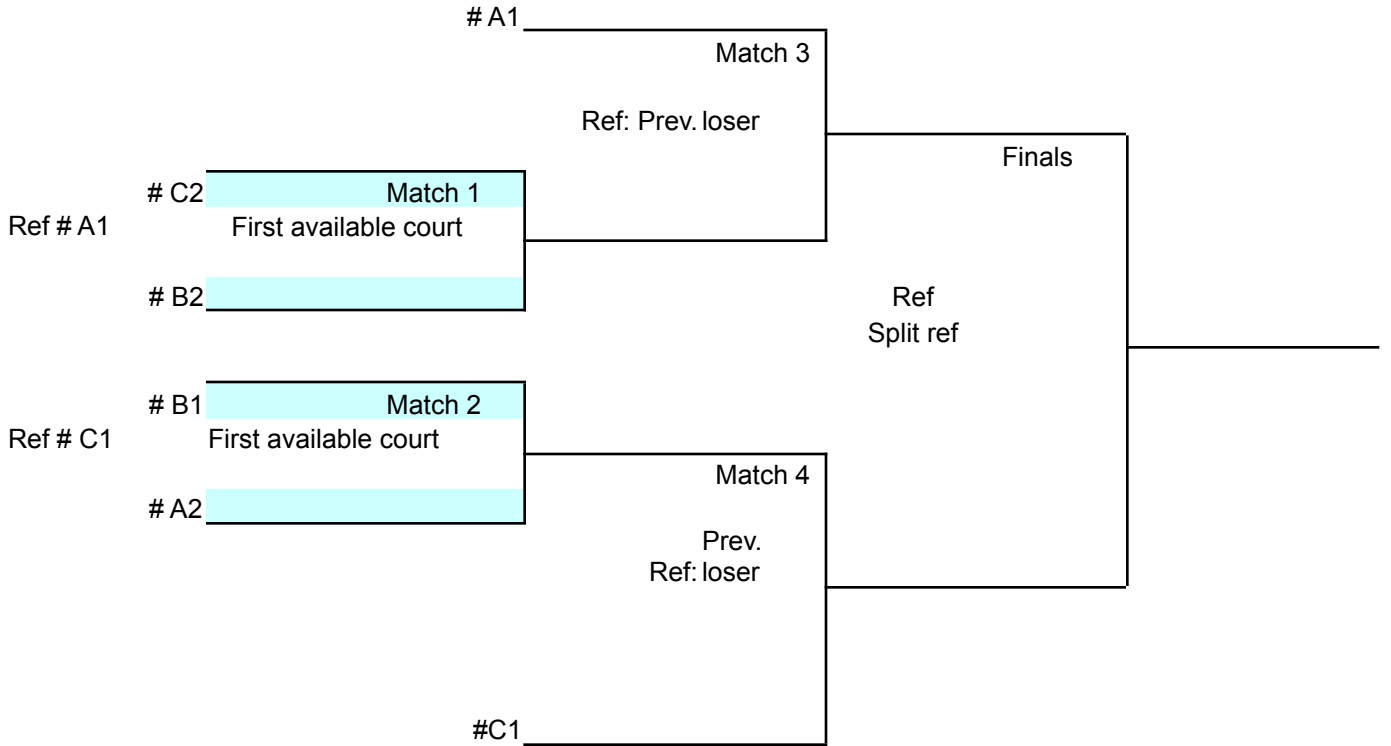 # A1
Match 3
Ref: Prev. loser
Finals
# C2
Match 1
Ref # A1
First available court
# B2
Ref
Split ref
# B1
Match 2
Ref # C1
First available court
Match 4
# A2
Prev.
Ref: loser
#C1